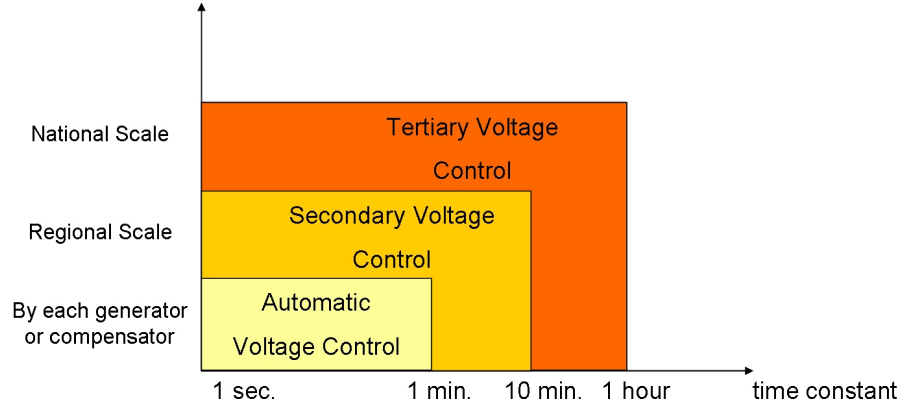 National Scale
Tertiary Voltage
Control
Regional Scale
Secondary Voltage
Control
By each generator
or compensator
Automatic
Voltage Control
1 sec.
1 min.
10 min.
1 hour
time constant